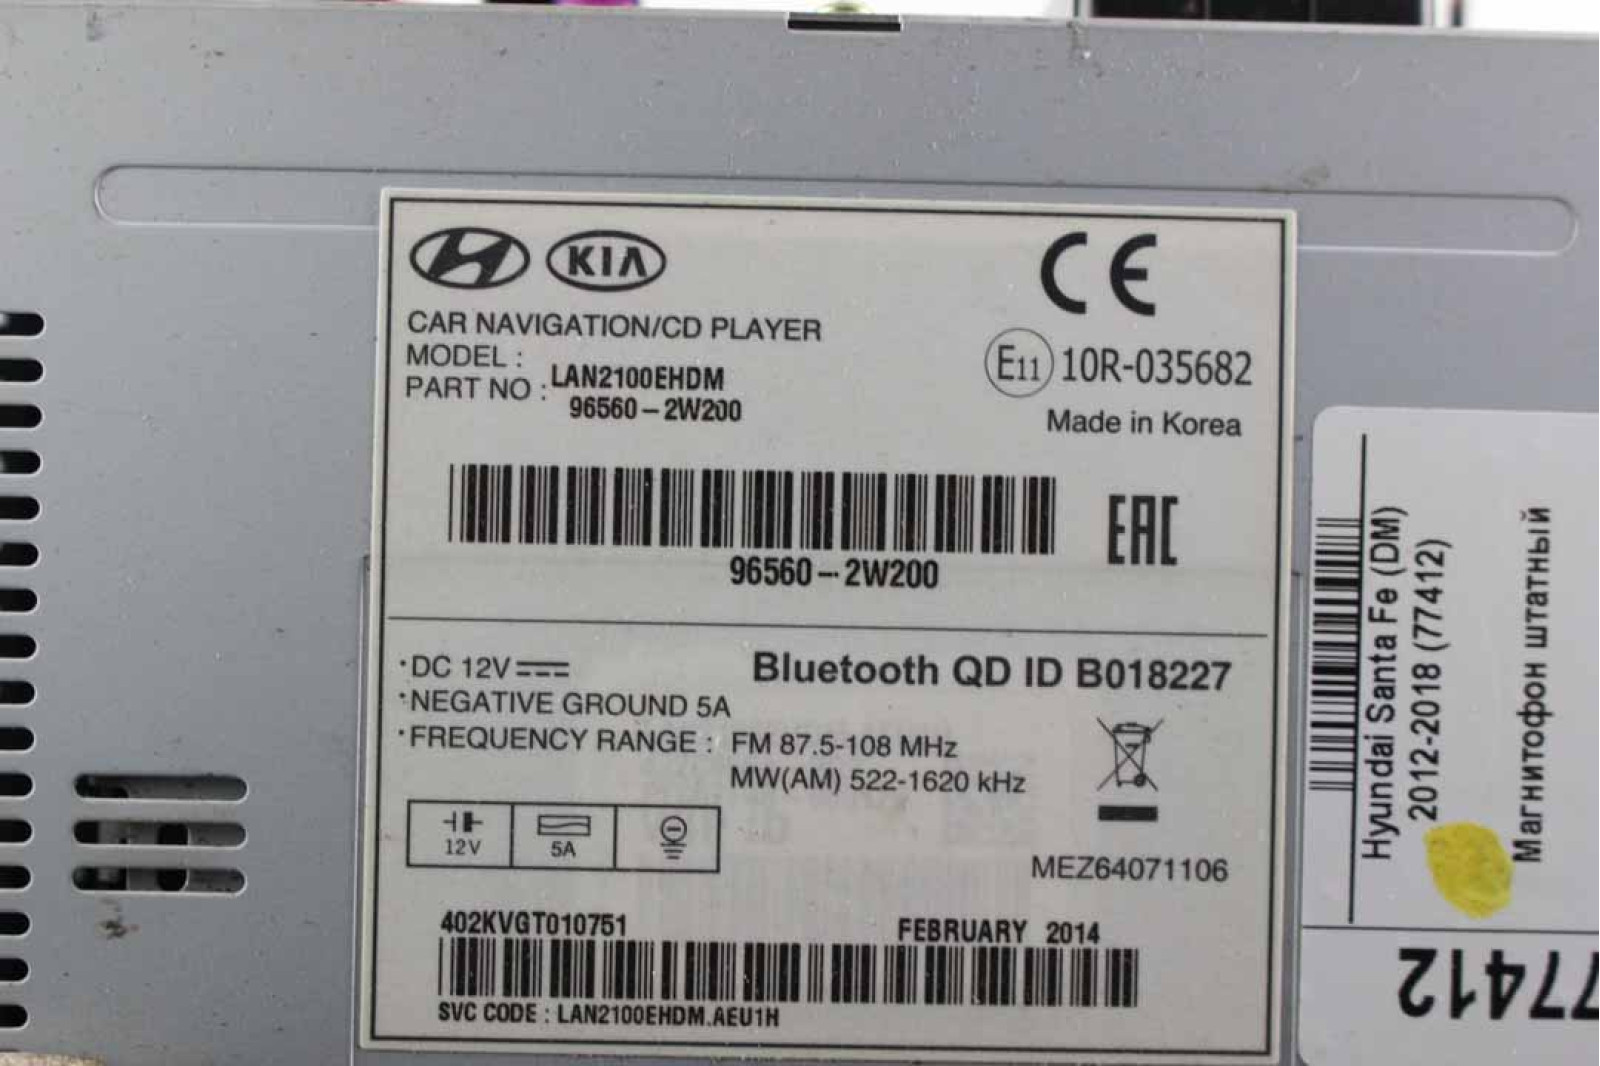 KIA
CE
CAR NAVIGATION/CD PLAYER
MODEL : LAN2100EHDM
PART NO : 96560-2W200
E11 10R-035682
Made in Korea
96560-2W200
EAC
·DC 12V
Bluetooth QD ID B018227
·NEGATIVE GROUND 5A
·FREQUENCY RANGE : FM 87.5-108 MHz
MW(AM) 522-1620 kHz
12V
5A
MEZ64071106
402KVGT010751
FEBRUARY 2014
SVC CODE : LAN2100EHDM.AEU1H
Hyundai Santa Fe (DM)
2012-2018 (77412)
Магнитофон штатный
77412